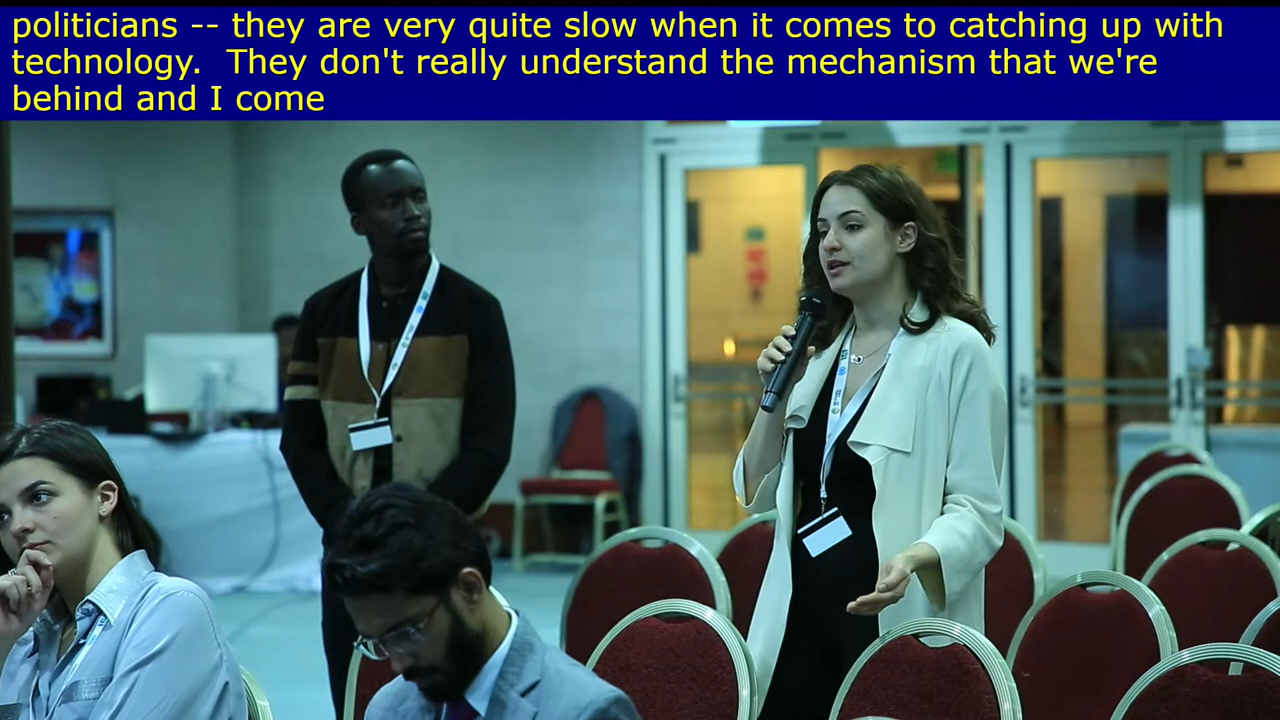 politicians -- they are very quite slow when it comes to catching up with
technology.  They don't really understand the mechanism that we're
behind and I come